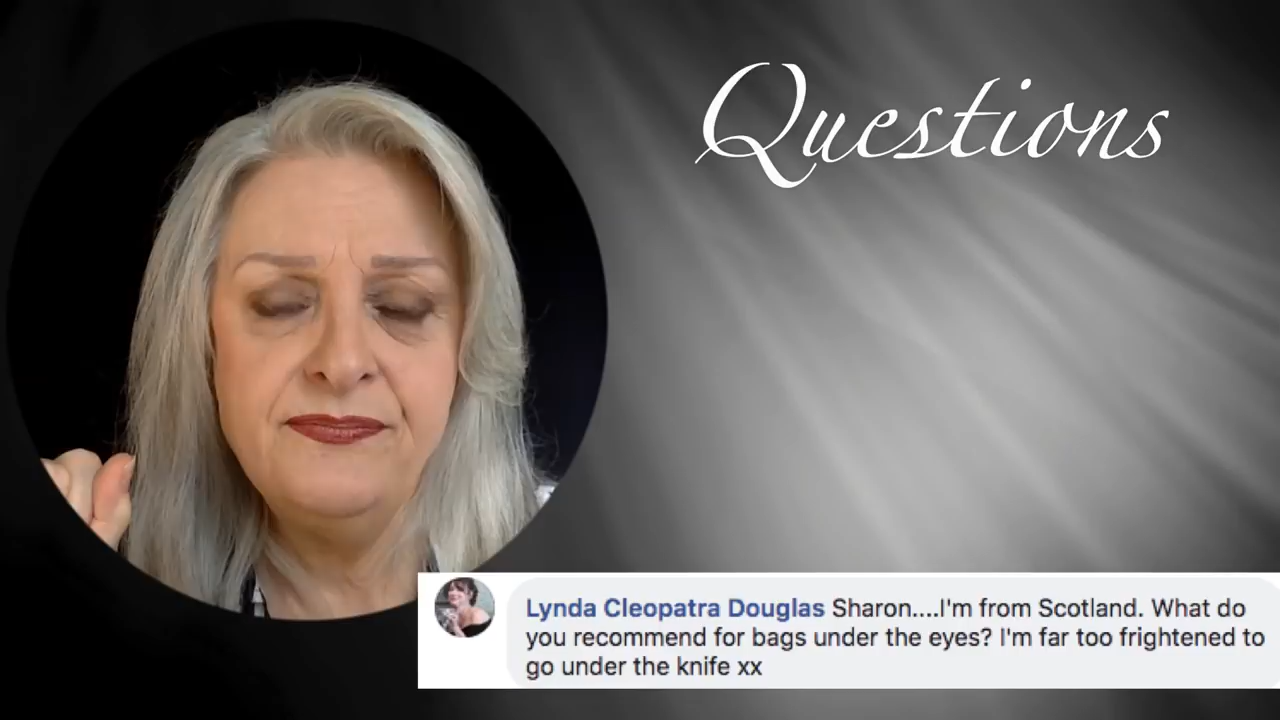 Questions
Lynda Cleopatra Douglas Sharon....I'm from Scotland. What do
you recommend for bags under the eyes? I'm far too frightened to
go under the knife xx